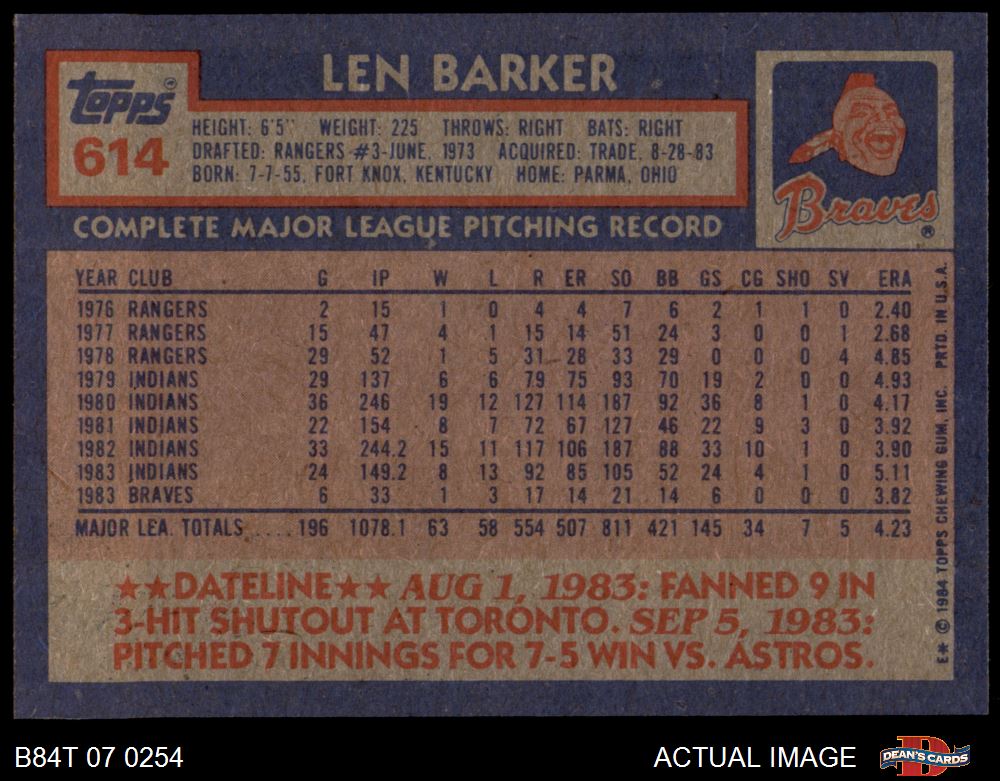 LEN BARKER
topps®
614
HEIGHT: 6'5" WEIGHT: 225 THROWS: RIGHT BATS: RIGHT
DRAFTED: RANGERS #3-JUNE, 1973 ACQUIRED: TRADE, 8-28-83
BORN: 7-7-55, FORT KNOX, KENTUCKY HOME: PARMA, OHIO
Braves®
COMPLETE MAJOR LEAGUE PITCHING RECORD
YEAR CLUB G IP W L R ER SO BB GS CG SHO SV ERA
1976 RANGERS 2 15 1 0 4 4 7 6 2 1 1 0 2.40
1977 RANGERS 15 47 4 1 15 14 51 24 3 0 0 1 2.68
1978 RANGERS 29 52 1 5 31 28 33 29 0 0 0 4 4.85
1979 INDIANS 29 137 6 6 79 75 93 70 19 2 0 0 4.93
1980 INDIANS 36 246 19 12 127 114 187 92 36 8 1 0 4.17
1981 INDIANS 22 154 8 7 72 67 127 46 22 9 3 0 3.92
1982 INDIANS 33 244.2 15 11 117 106 187 88 33 10 1 0 3.90
1983 INDIANS 24 149.2 8 13 92 85 105 52 24 4 1 0 5.11
1983 BRAVES 6 33 1 3 17 14 21 14 6 0 0 0 3.82
MAJOR LEA. TOTALS .... 196 1078.1 63 58 554 507 811 421 145 34 7 5 4.23
★★DATELINE★★ AUG 1, 1983: FANNED 9 IN
3-HIT SHUTOUT AT TORONTO. SEP 5, 1983:
PITCHED 7 INNINGS FOR 7-5 WIN VS. ASTROS.
E* © 1984 TOPPS CHEWING GUM, INC. PRTD. IN U.S.A.
B84T 07 0254
ACTUAL IMAGE
DEAN'S CARDS